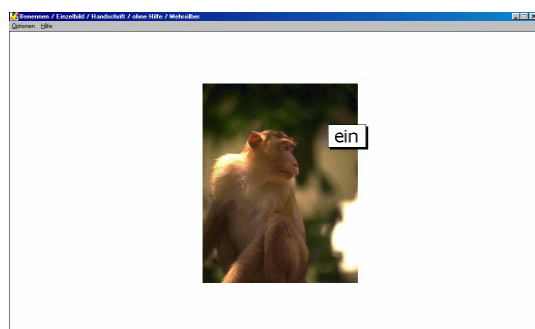 Benennen / Einzelbild / Handschrift / ohne Hilfe / Mehrsilber
Optionen Hilfe
ein